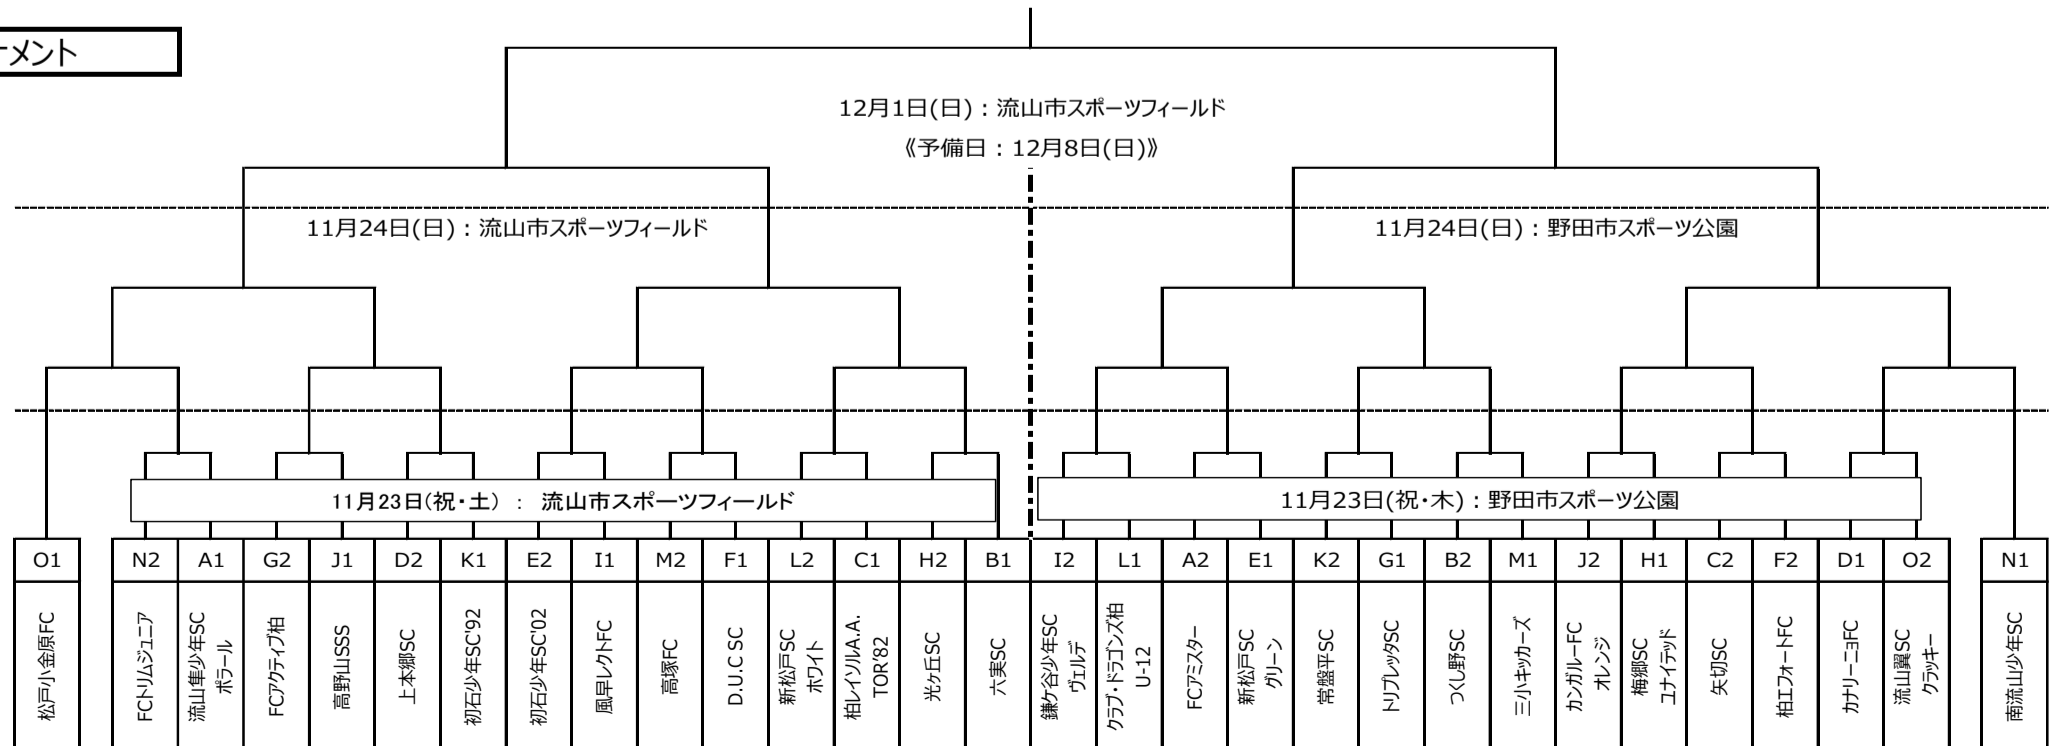 ナメント
12月1日(日)：流山市スポーツフィールド
《予備日：12月8日(日)》
11月24日(日)：流山市スポーツフィールド
11月24日(日)：野田市スポーツ公園
11月23日(祝・土) ： 流山市スポーツフィールド
11月23日(祝・木)：野田市スポーツ公園
O1 N2 A1 G2 J1 D2 K1 E2 I1 M2 F1 L2 C1 H2 B1 I2 L1 A2 E1 K2 G1 B2 M1 J2 H1 C2 F2 D1 O2 N1
松戸小金原FC
FCトリムジュニア
流山隼少年SC
ポラール
FCアクティブ柏
高野山SSS
上本郷SC
初石少年SC'92
初石少年SC'02
風早レクトFC
高塚FC
D.U.C SC
新松戸SC
ホワイト
柏レイソルA.A.
TOR'82
光ヶ丘SC
六実SC
鎌ケ谷少年SC
ヴェルデ
クラブ・ドラゴンズ柏
U-12
FCアミスター
新松戸SC
グリーン
常盤平SC
トリプレッタSC
つくし野SC
三小キッカーズ
カンガルーFC
オレンジ
梅郷SC
ユナイテッド
矢切SC
柏エフォートFC
カナリーニョFC
流山翼SC
クラッキー
南流山少年SC